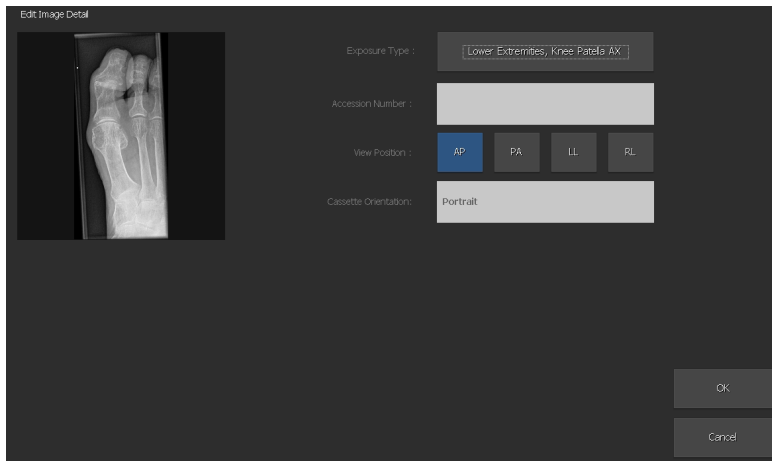 Edit Image Detail
Exposure Type :
Lower Extremities, Knee Patella AX
Accession Number :
View Position :
AP
PA
LL
RL
Cassette Orientation:
Portrait
OK
Cancel